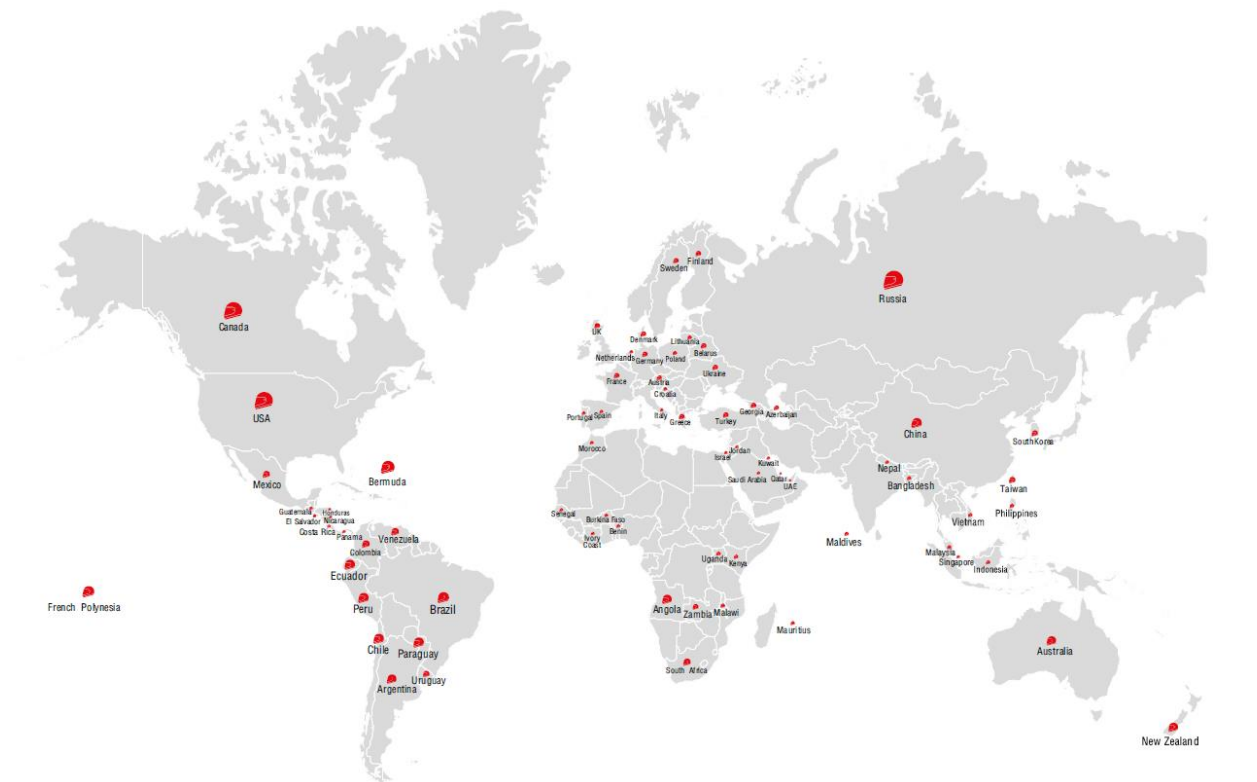 Sweden
Finland
Russia
Canada
UK
Denmark
Lithuania
Netherlands
Germany
Poland
Belarus
Ukraine
France
Austria
Croatia
USA
Portugal
Spain
Italy
Greece
Turkey
Georgia
Azerbaijan
China
SouthKorea
Morocco
Israel
Jordan
Kuwait
Nepal
Mexico
Bermuda
Saudi Arabia
Qatar
UAE
Bangladesh
Taiwan
Guatemala
Honduras
El Salvador
Nicaragua
Senegal
Burkina Faso
Vietnam
Philippines
Costa Rica
Panama
Venezuela
Benin
Ivory
Coast
Maldives
Colombia
Malaysia
Uganda
Kenya
Singapore
Indonesia
Ecuador
French Polynesia
Peru
Brazil
Angola
Zambia
Malawi
Mauritius
Chile
Paraguay
Australia
South Africa
Uruguay
Argentina
New Zealand